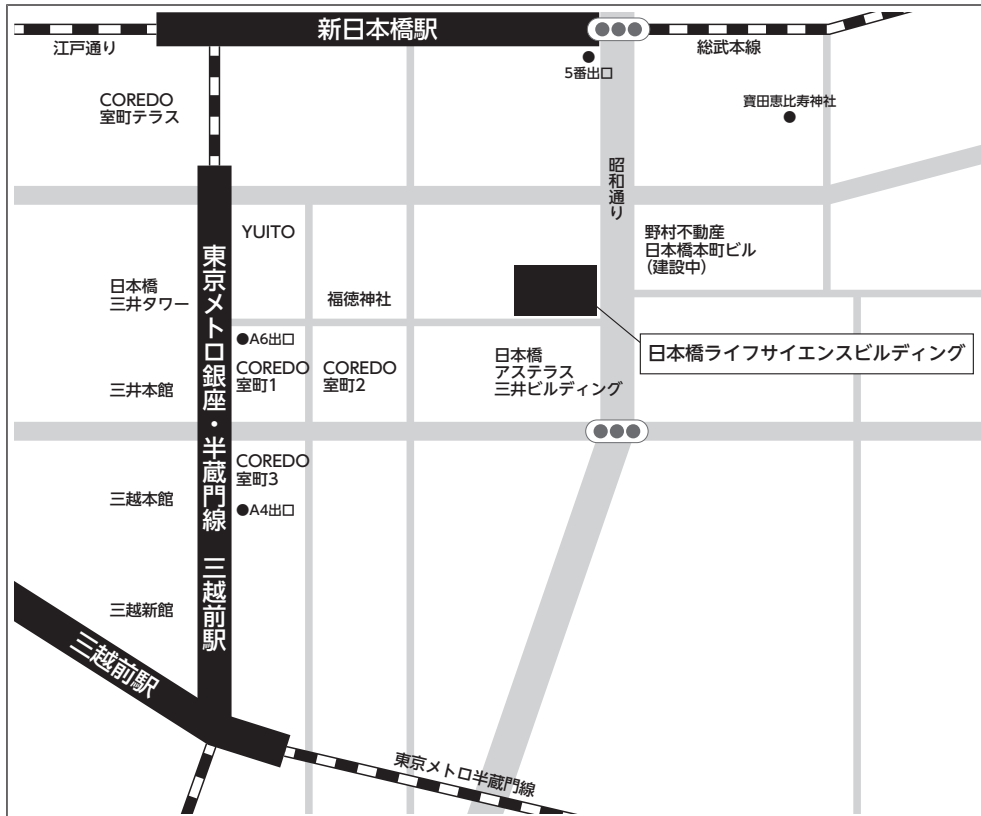 新日本橋駅
江戸通り
総武本線
5番出口
COREDO
室町テラス
寶田恵比寿神社
昭和通り
YUITO
野村不動産
日本橋本町ビル
(建設中)
東京メトロ銀座・半蔵門線 三越前駅
日本橋
三井タワー
福徳神社
A6出口
日本橋ライフサイエンスビルディング
COREDO
室町1
COREDO
室町2
日本橋
アステラス
三井ビルディング
三井本館
COREDO
室町3
三越本館
A4出口
三越新館
三越前駅
東京メトロ半蔵門線